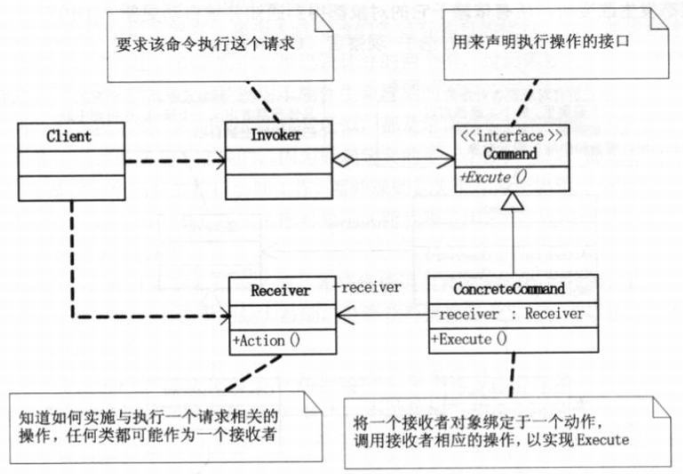 要求该命令执行这个请求
用来声明执行操作的接口
Client
Invoker
<<interface >>
Command
+Excute ()
Receiver
-receiver
ConcreteCommand
-receiver : Receiver
+Action ()
+Execute ()
知道如何实施与执行一个请求相关的
操作，任何类都可能作为一个接收者
将一个接收者对象绑定于一个动作，
调用接收者相应的操作，以实现Execute